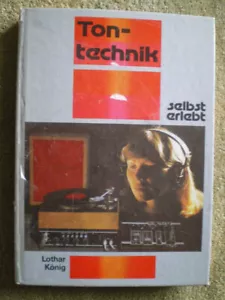 Ton-
technik
selbst
erlebt
Lothar
König